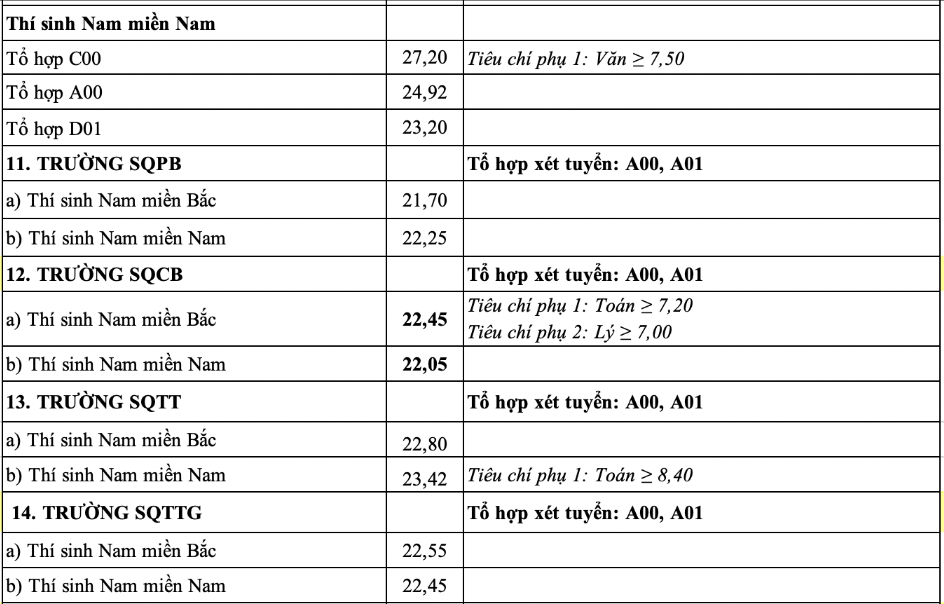 Thí sinh Nam miền Nam
Tổ hợp C00 27,20 Tiêu chí phụ 1: Văn ≥ 7,50
Tổ hợp A00 24,92
Tổ hợp D01 23,20
11. TRƯỜNG SQPB Tổ hợp xét tuyển: A00, A01
a) Thí sinh Nam miền Bắc 21,70
b) Thí sinh Nam miền Nam 22,25
12. TRƯỜNG SQCB Tổ hợp xét tuyển: A00, A01
a) Thí sinh Nam miền Bắc 22,45 Tiêu chí phụ 1: Toán ≥ 7,20
Tiêu chí phụ 2: Lý ≥ 7,00
b) Thí sinh Nam miền Nam 22,05
13. TRƯỜNG SQTT Tổ hợp xét tuyển: A00, A01
a) Thí sinh Nam miền Bắc 22,80
b) Thí sinh Nam miền Nam 23,42 Tiêu chí phụ 1: Toán ≥ 8,40
14. TRƯỜNG SQTTG Tổ hợp xét tuyển: A00, A01
a) Thí sinh Nam miền Bắc 22,55
b) Thí sinh Nam miền Nam 22,45